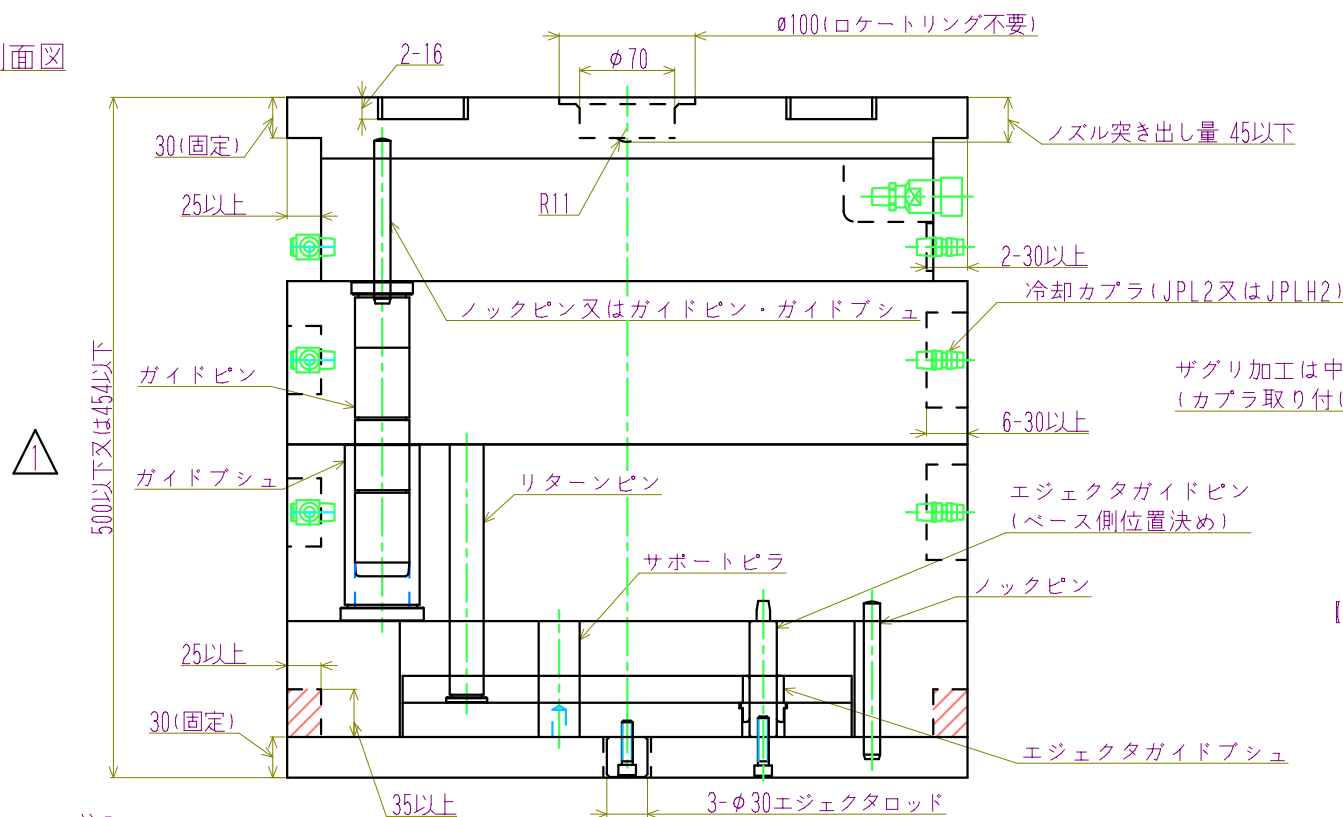 ø100(ロケートリング不要)
面図
2-16
φ70
30(固定)
ノズル突き出し量 45以下
25以上
R11
2-30以上
冷却カプラ(JPL2又はJPLH2)
ノックピン又はガイドピン・ガイドブシュ
500以下又は454以下
ガイドピン
ザグリ加工は中
(カプラ取り付
6-30以上
1
ガイドブシュ
リターンピン
エジェクタガイドピン
(ベース側位置決め)
サポートピラ
ノックピン
【
25以上
30(固定)
エジェクタガイドブシュ
35以上
3-φ30エジェクタロッド